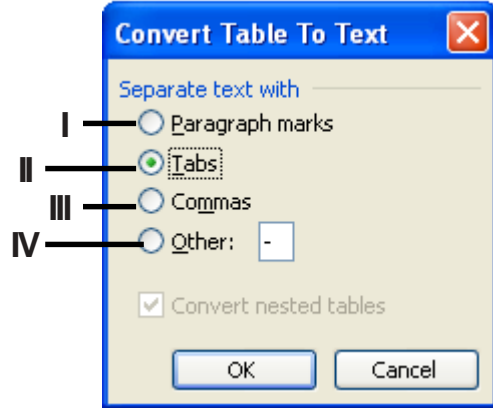 Convert Table To Text
Separate text with
I Paragraph marks
II Tabs
III Commas
IV Other: -
Convert nested tables
OK Cancel